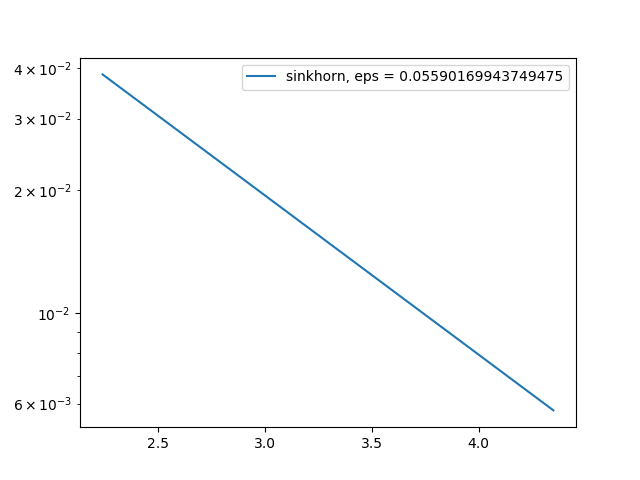 sinkhorn, eps = 0.05590169943749475
4 × 10⁻²
3 × 10⁻²
2 × 10⁻²
10⁻²
6 × 10⁻³
2.5 3.0 3.5 4.0